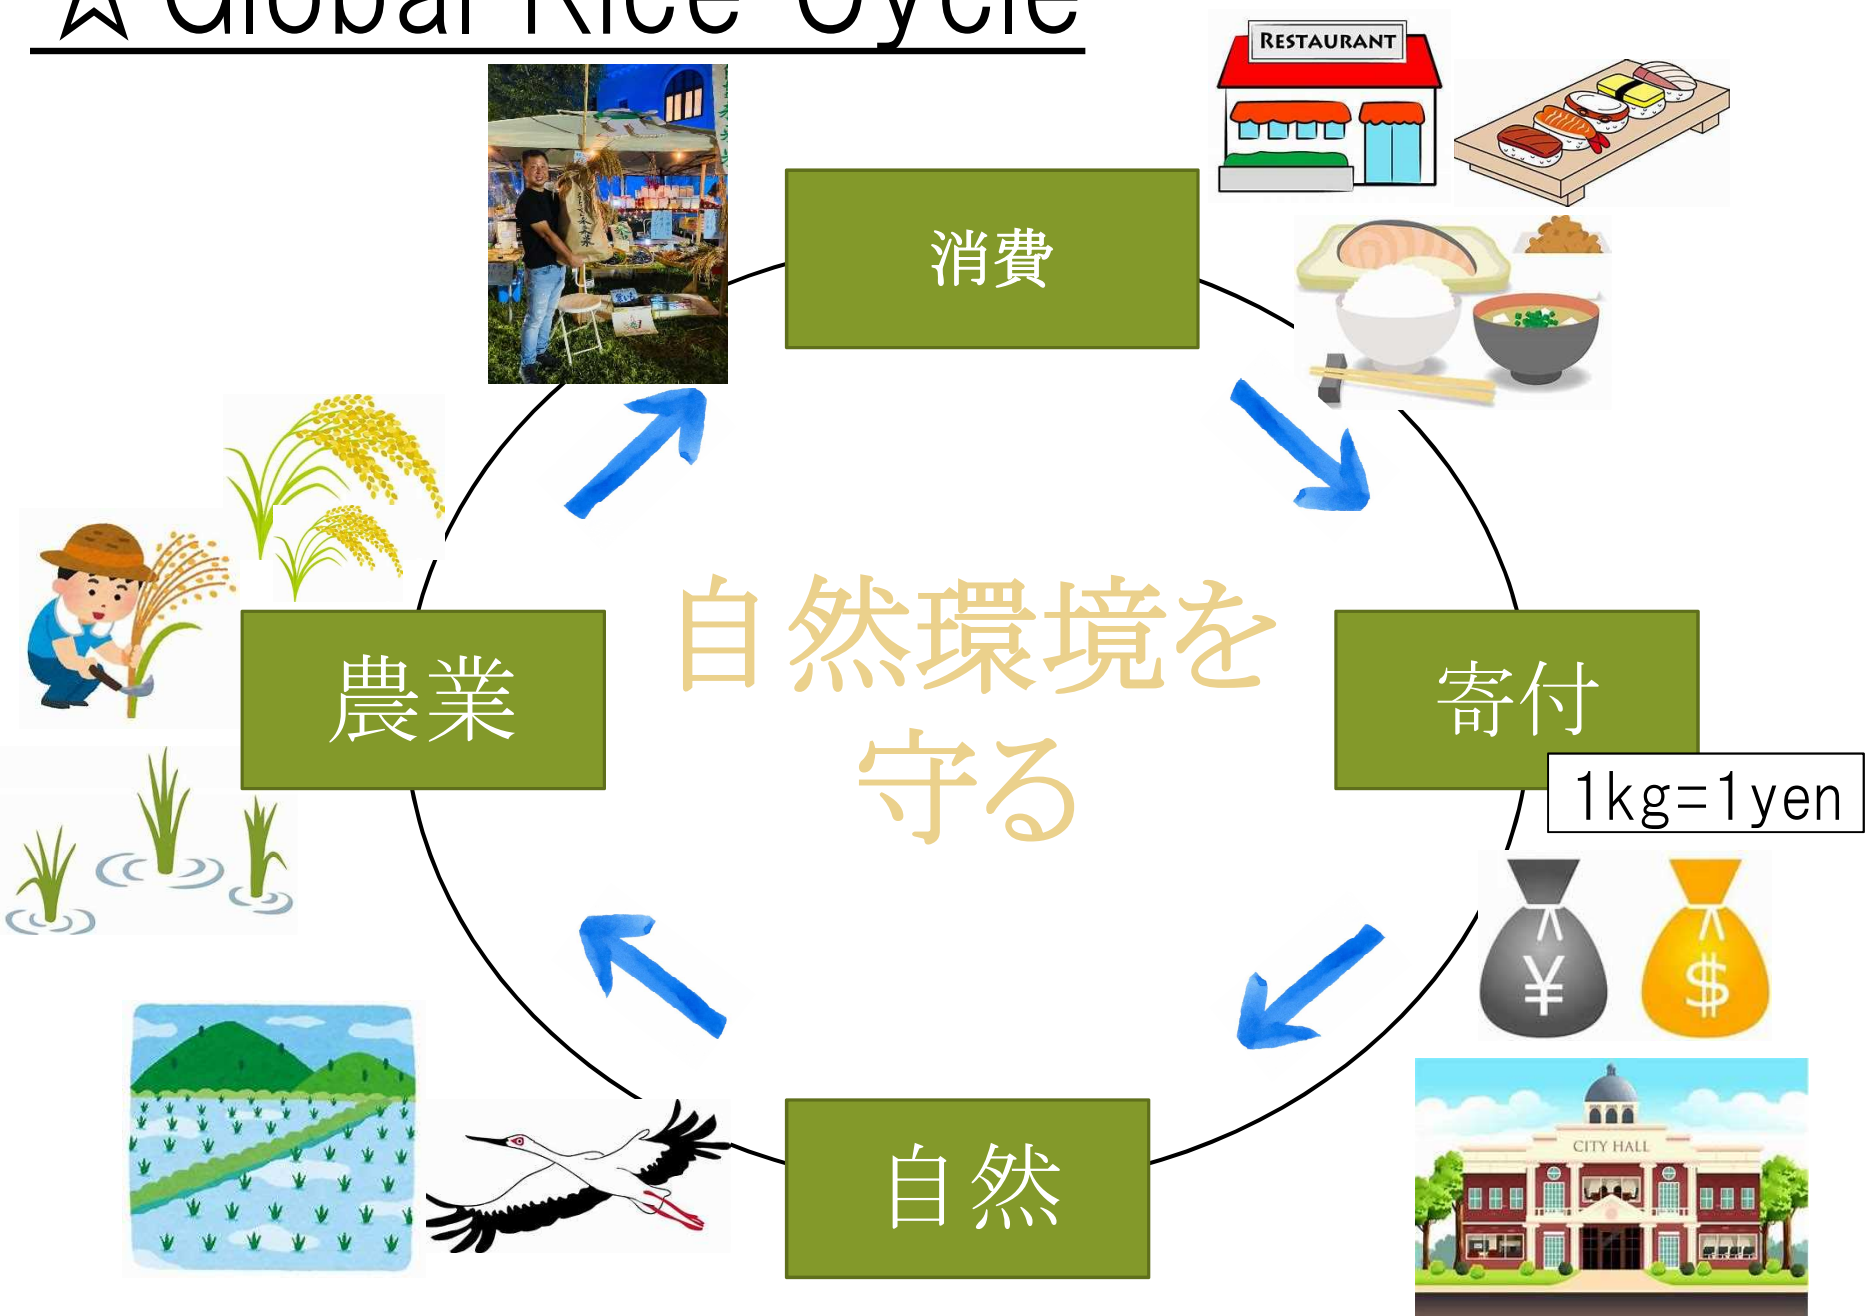 ☆Global Rice Cycle
RESTAURANT
消費
自然環境を
守る
農業
寄付
1kg=1yen
¥
$
CITY HALL
自然